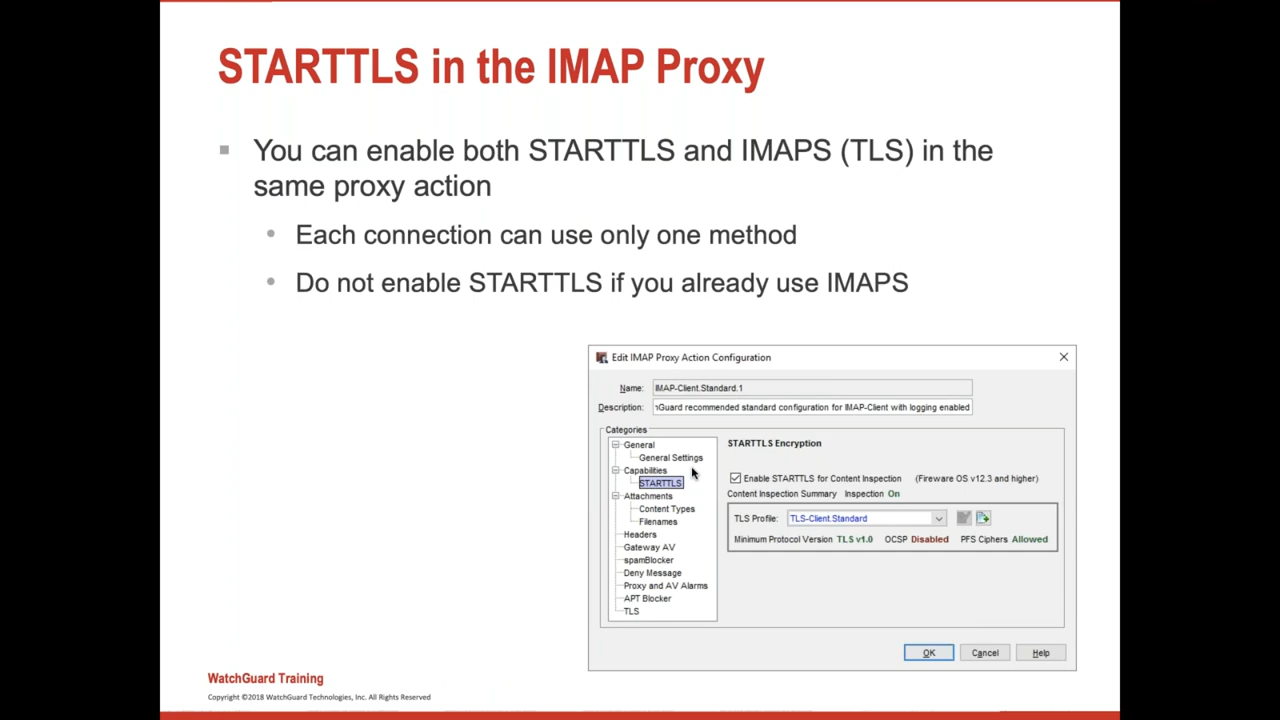 STARTTLS in the IMAP Proxy
You can enable both STARTTLS and IMAPS (TLS) in the
same proxy action
Each connection can use only one method
Do not enable STARTTLS if you already use IMAPS
Edit IMAP Proxy Action Configuration
Name: IMAP-Client.Standard.1
Description: nGuard recommended standard configuration for IMAP-Client with logging enabled
Categories
General
General Settings
Capabilities
STARTTLS
Attachments
Content Types
Filenames
Headers
Gateway AV
spamBlocker
Deny Message
Proxy and AV Alarms
APT Blocker
TLS
STARTTLS Encryption
Enable STARTTLS for Content Inspection (Fireware OS v12.3 and higher)
Content Inspection Summary Inspection On
TLS Profile: TLS-Client.Standard
Minimum Protocol Version TLS v1.0 OCSP Disabled PFS Ciphers Allowed
OK Cancel Help
WatchGuard Training
Copyright ©2018 WatchGuard Technologies, Inc. All Rights Reserved